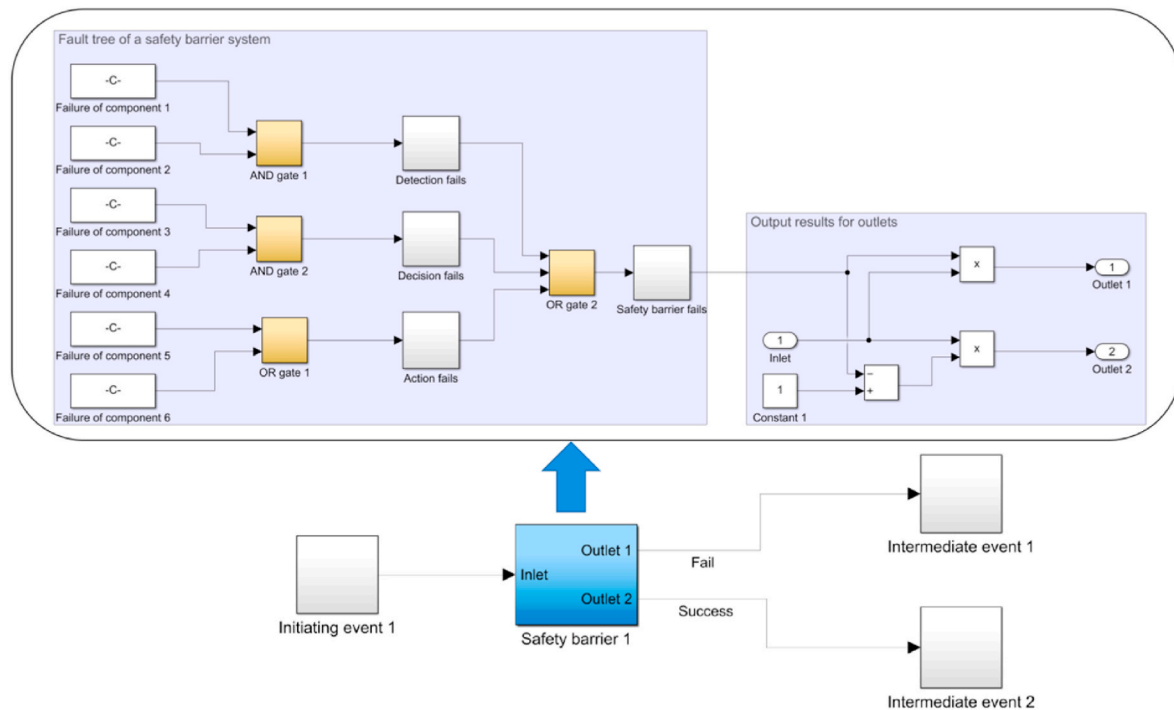 Fault tree of a safety barrier system
-C-
Failure of component 1
-C-
Failure of component 2
-C-
Failure of component 3
-C-
Failure of component 4
-C-
Failure of component 5
-C-
Failure of component 6
AND gate 1
AND gate 2
OR gate 1
Detection fails
Decision fails
Action fails
OR gate 2
Safety barrier fails
Output results for outlets
x
1
Outlet 1
1
Inlet
x
2
Outlet 2
−
+
1
Constant 1
Initiating event 1
Outlet 1
Inlet
Outlet 2
Safety barrier 1
Fail
Success
Intermediate event 1
Intermediate event 2